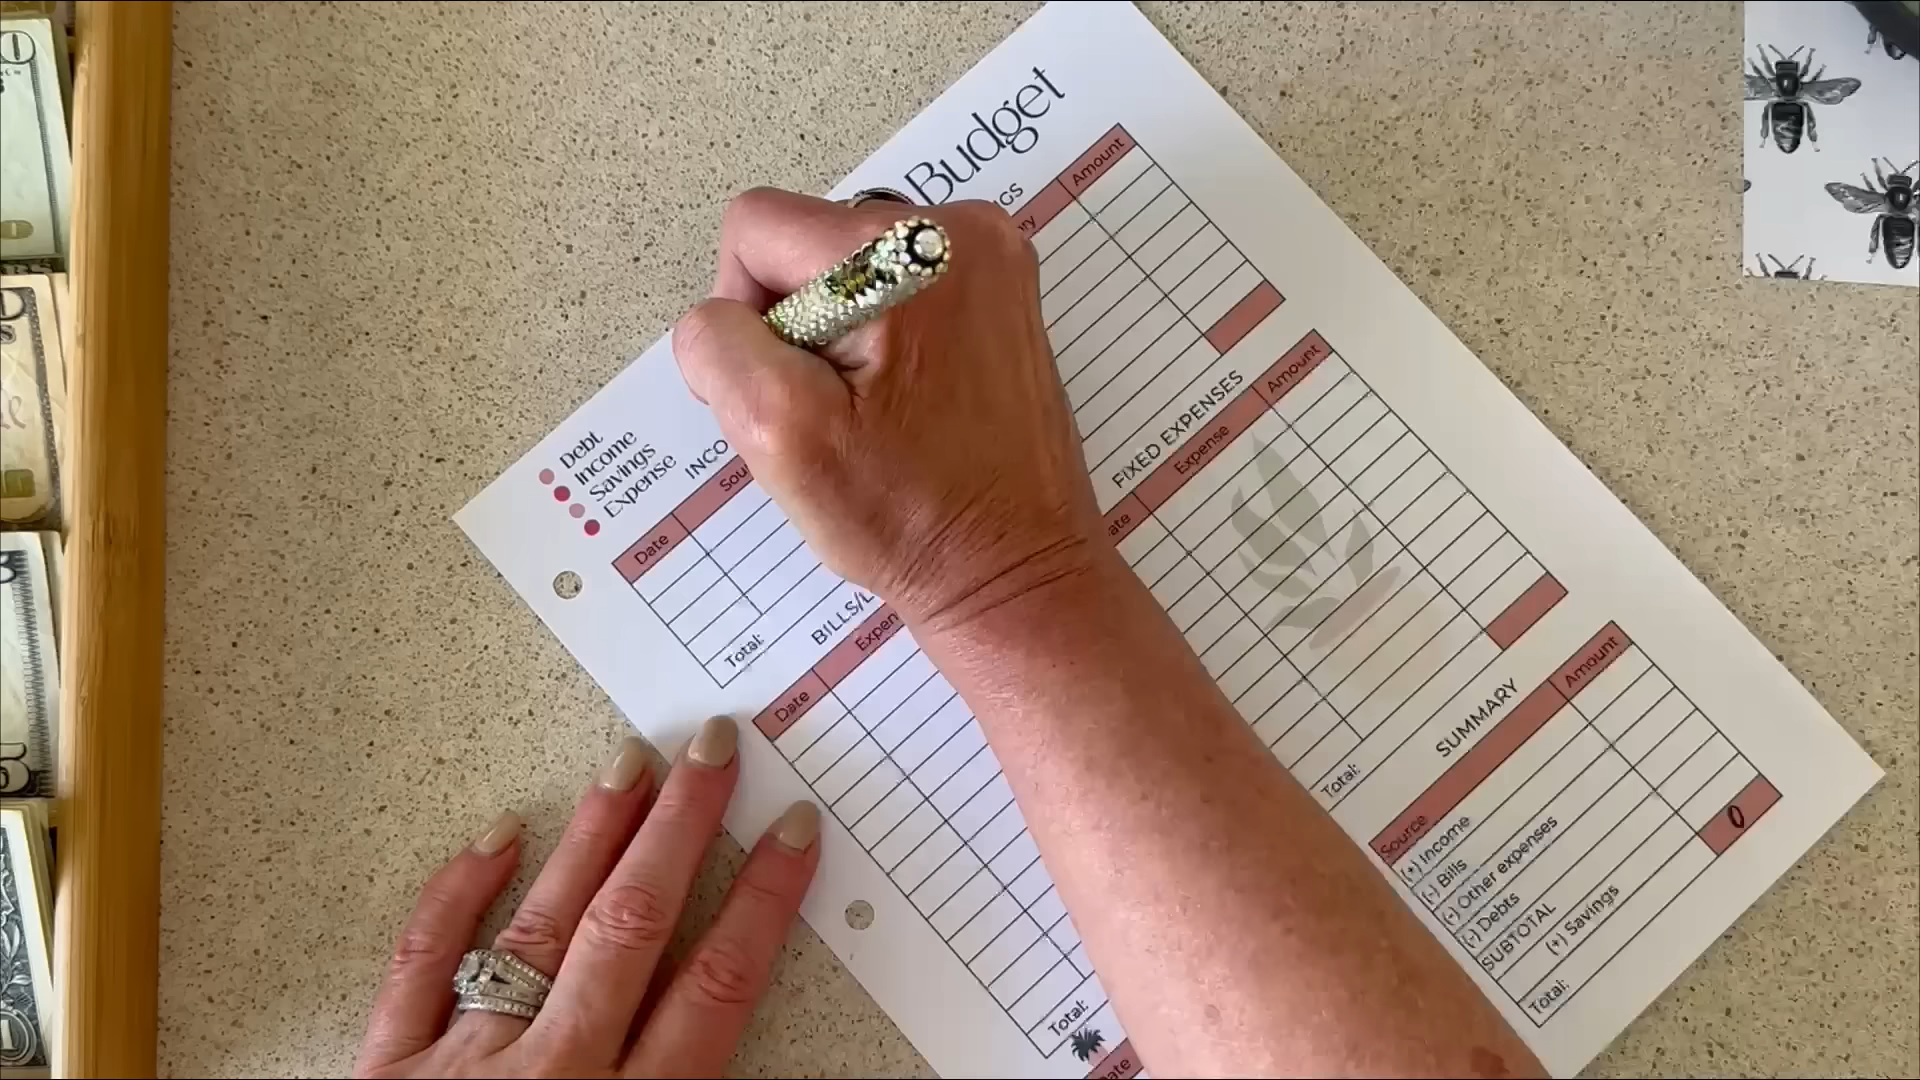 Budget
Debt
Income
Savings
Expense
Date
Total:
Amount
BILLS/
Date
Total:
FIXED EXPENSES
Expense
Amount
Total:
SUMMARY
Source
Amount
(+) Income
(-) Bills
(-) Other expenses
(-) Debts
SUBTOTAL
(+) Savings
Total:
0